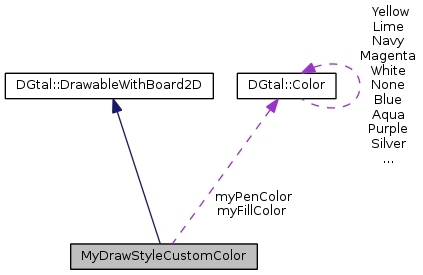 Yellow
Lime
Navy
Magenta
White
None
Blue
Aqua
Purple
Silver
...
DGtal::DrawableWithBoard2D
DGtal::Color
myPenColor
myFillColor
MyDrawStyleCustomColor